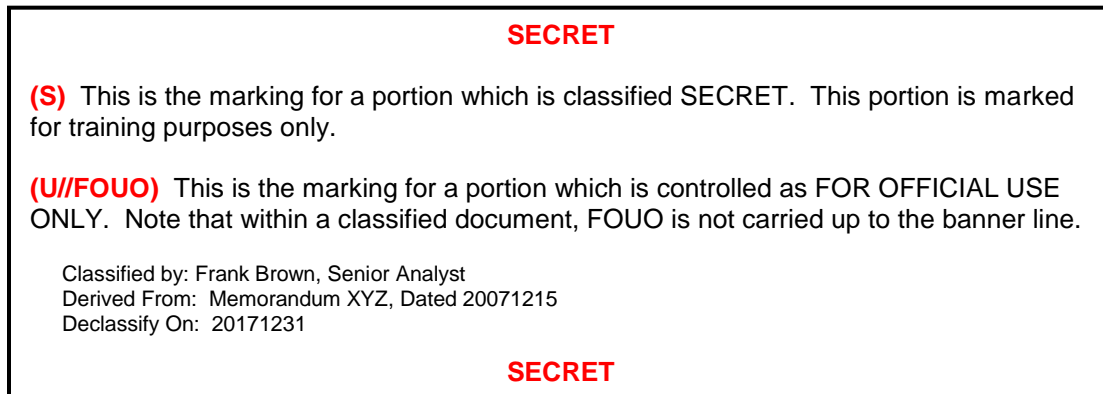 SECRET
(S)  This is the marking for a portion which is classified SECRET.  This portion is marked
for training purposes only.
(U//FOUO)  This is the marking for a portion which is controlled as FOR OFFICIAL USE
ONLY.  Note that within a classified document, FOUO is not carried up to the banner line.
Classified by: Frank Brown, Senior Analyst
Derived From:  Memorandum XYZ, Dated 20071215
Declassify On:  20171231
SECRET